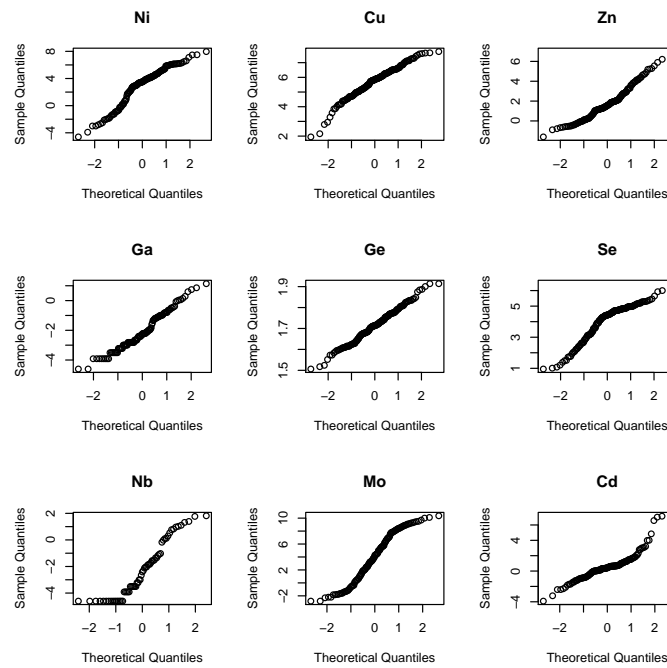 Ni
Sample Quantiles
−4 0 4 8
−2 0 1 2
Theoretical Quantiles
Cu
Sample Quantiles
2 4 6
−2 0 1 2
Theoretical Quantiles
Zn
Sample Quantiles
0 2 4 6
−2 0 1 2
Theoretical Quantiles
Ga
Sample Quantiles
−4 −2 0
−2 0 1 2
Theoretical Quantiles
Ge
Sample Quantiles
1.5 1.7 1.9
−2 0 1 2
Theoretical Quantiles
Se
Sample Quantiles
1 3 5
−2 0 1 2
Theoretical Quantiles
Nb
Sample Quantiles
−4 −2 0 2
−2 −1 0 1 2
Theoretical Quantiles
Mo
Sample Quantiles
−2 2 6 10
−2 0 1 2
Theoretical Quantiles
Cd
Sample Quantiles
−4 0 4
−2 0 1 2
Theoretical Quantiles